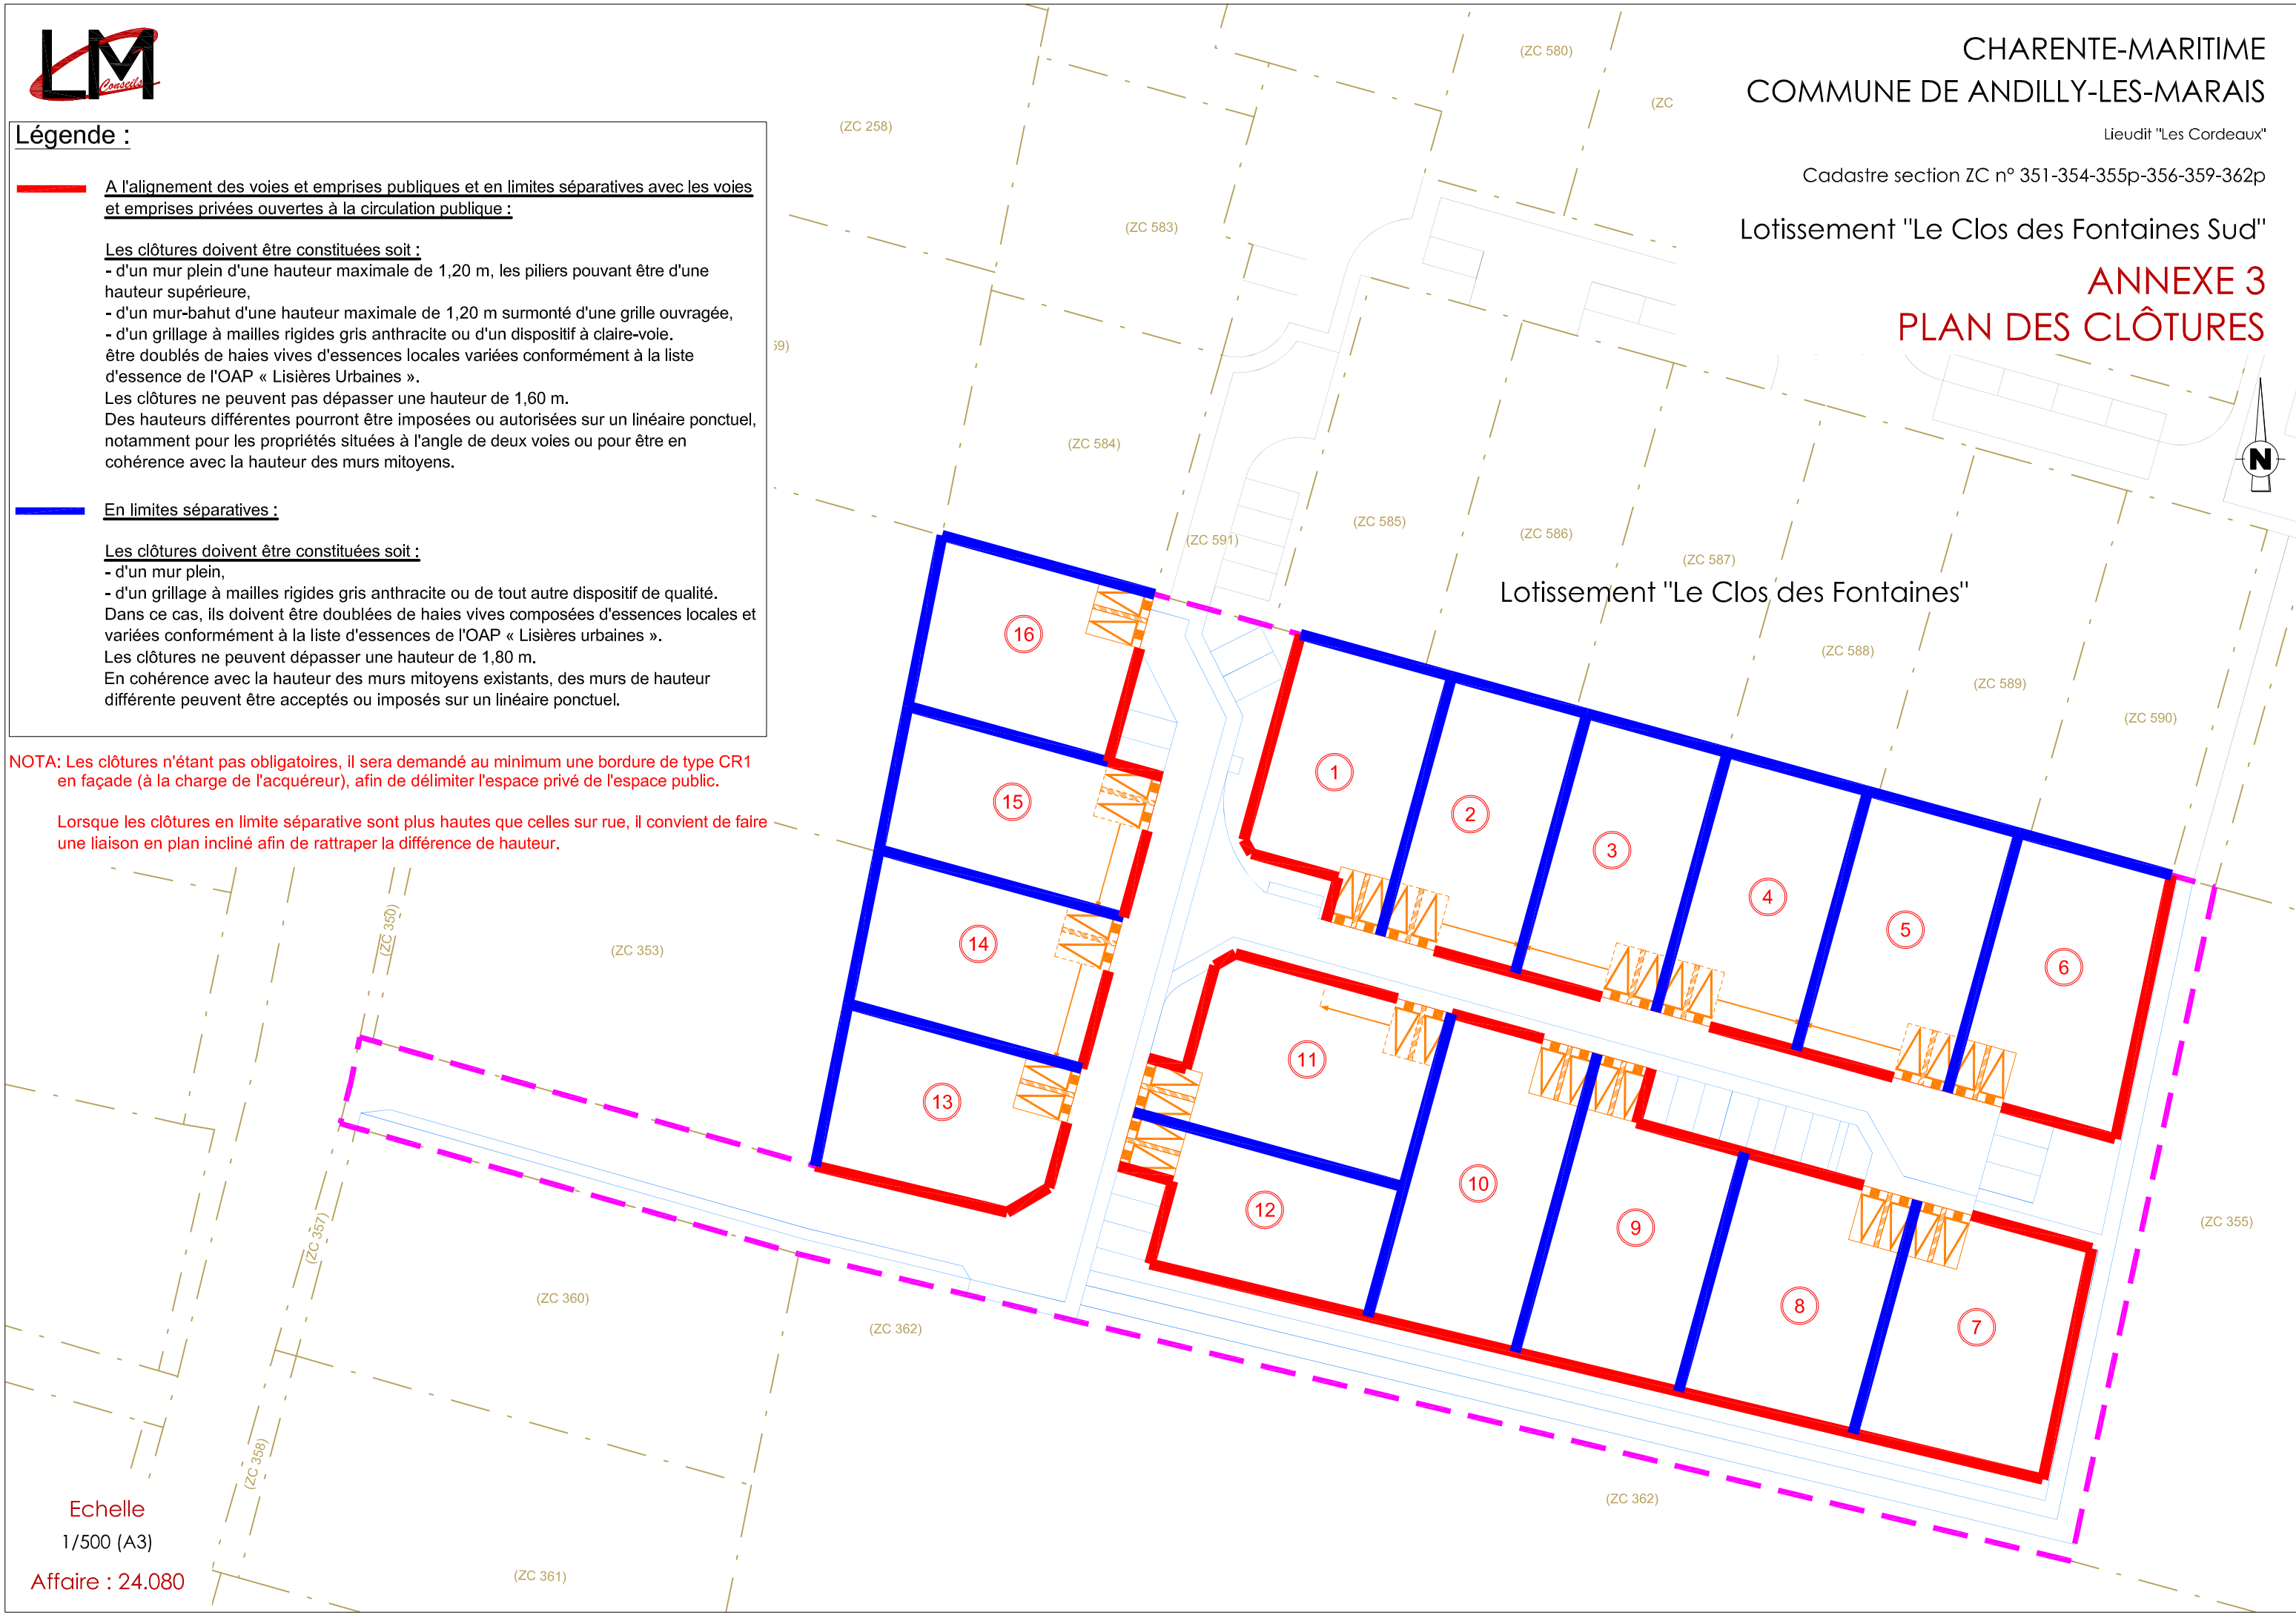 LM
Conseils
CHARENTE-MARITIME
COMMUNE DE ANDILLY-LES-MARAIS
Lieudit "Les Cordeaux"
Cadastre section ZC n° 351-354-355p-356-359-362p
Lotissement "Le Clos des Fontaines Sud"
ANNEXE 3
PLAN DES CLÔTURES
Légende :
A l'alignement des voies et emprises publiques et en limites séparatives avec les voies
et emprises privées ouvertes à la circulation publique :
Les clôtures doivent être constituées soit :
- d'un mur plein d'une hauteur maximale de 1,20 m, les piliers pouvant être d'une
hauteur supérieure,
- d'un mur-bahut d'une hauteur maximale de 1,20 m surmonté d'une grille ouvragée,
- d'un grillage à mailles rigides gris anthracite ou d'un dispositif à claire-voie.
être doublés de haies vives d'essences locales variées conformément à la liste
d'essence de l'OAP « Lisières Urbaines ».
Les clôtures ne peuvent pas dépasser une hauteur de 1,60 m.
Des hauteurs différentes pourront être imposées ou autorisées sur un linéaire ponctuel,
notamment pour les propriétés situées à l'angle de deux voies ou pour être en
cohérence avec la hauteur des murs mitoyens.
En limites séparatives :
Les clôtures doivent être constituées soit :
- d'un mur plein,
- d'un grillage à mailles rigides gris anthracite ou de tout autre dispositif de qualité.
Dans ce cas, ils doivent être doublées de haies vives composées d'essences locales et
variées conformément à la liste d'essences de l'OAP « Lisières urbaines ».
Les clôtures ne peuvent dépasser une hauteur de 1,80 m.
En cohérence avec la hauteur des murs mitoyens existants, des murs de hauteur
différente peuvent être acceptés ou imposés sur un linéaire ponctuel.
NOTA: Les clôtures n'étant pas obligatoires, il sera demandé au minimum une bordure de type CR1
en façade (à la charge de l'acquéreur), afin de délimiter l'espace privé de l'espace public.
Lorsque les clôtures en limite séparative sont plus hautes que celles sur rue, il convient de faire
une liaison en plan incliné afin de rattraper la différence de hauteur.
(ZC 580)
(ZC
(ZC 258)
(ZC 583)
59)
(ZC 584)
N
(ZC 585)
(ZC 586)
(ZC 591)
(ZC 587)
Lotissement "Le Clos des Fontaines"
(ZC 588)
(ZC 589)
(ZC 590)
16
1
15
2
3
4
14
5
6
(ZC 350)
(ZC 353)
11
13
10
12
9
(ZC 355)
(ZC 357)
(ZC 360)
8
7
(ZC 362)
(ZC 358)
(ZC 362)
(ZC 361)
Echelle
1/500 (A3)
Affaire : 24.080